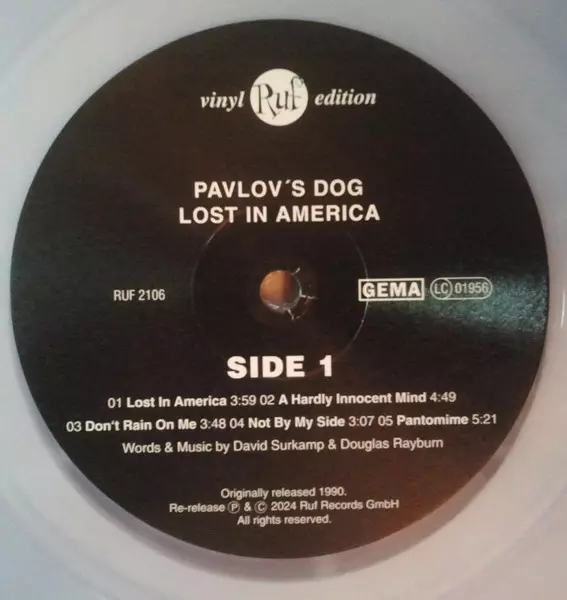 vinyl Ruf edition
PAVLOV´S DOG
LOST IN AMERICA
RUF 2106
GEMA LC 01956
SIDE 1
01 Lost In America 3:59 02 A Hardly Innocent Mind 4:49
03 Don't Rain On Me 3:48 04 Not By My Side 3:07 05 Pantomime 5:21
Words & Music by David Surkamp & Douglas Rayburn
Originally released 1990.
Re-release Ⓟ & © 2024 Ruf Records GmbH
All rights reserved.